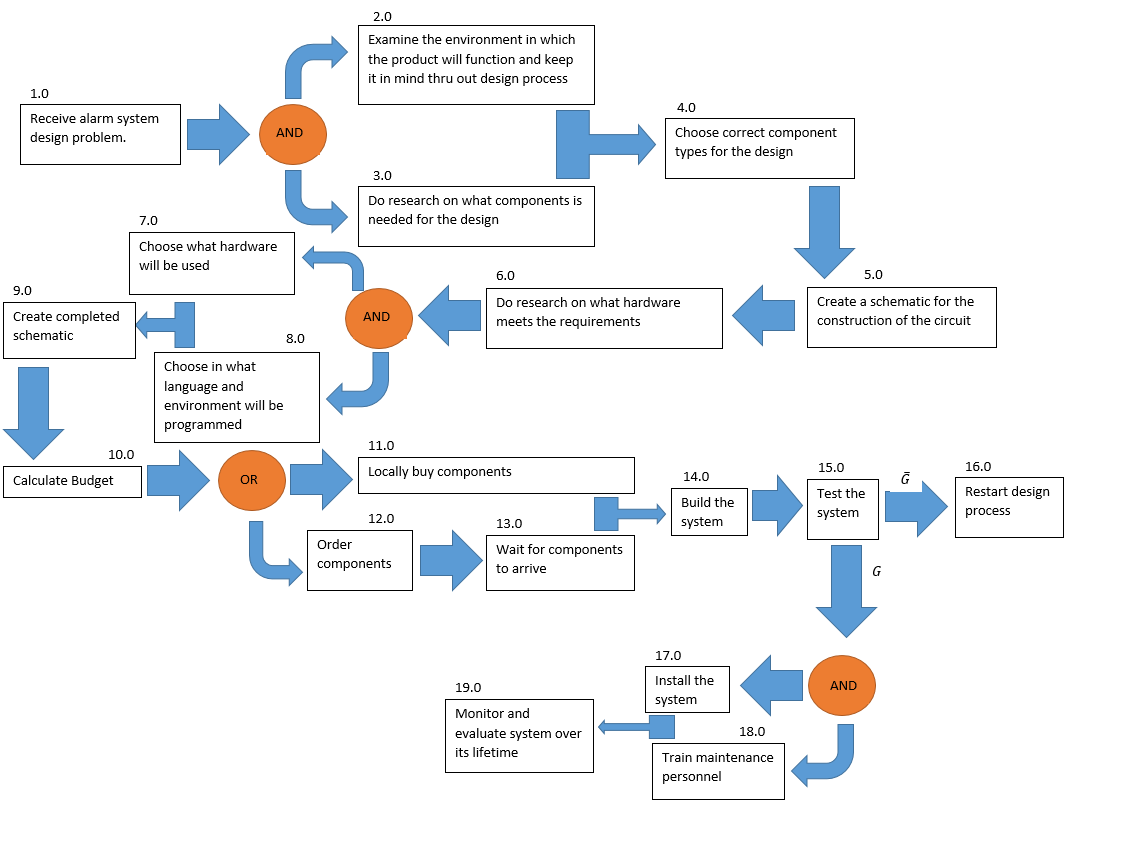 1.0
Receive alarm system
design problem.
AND
2.0
Examine the environment in which
the product will function and keep
it in mind thru out design process
3.0
Do research on what components is
needed for the design
4.0
Choose correct component
types for the design
5.0
Create a schematic for the
construction of the circuit
6.0
Do research on what hardware
meets the requirements
AND
7.0
Choose what hardware
will be used
8.0
Choose in what
language and
environment will be
programmed
9.0
Create completed
schematic
10.0
Calculate Budget
OR
11.0
Locally buy components
12.0
Order
components
13.0
Wait for components
to arrive
14.0
Build the
system
15.0
Test the
system
Ḡ
16.0
Restart design
process
G
AND
17.0
Install the
system
18.0
Train maintenance
personnel
19.0
Monitor and
evaluate system over
its lifetime